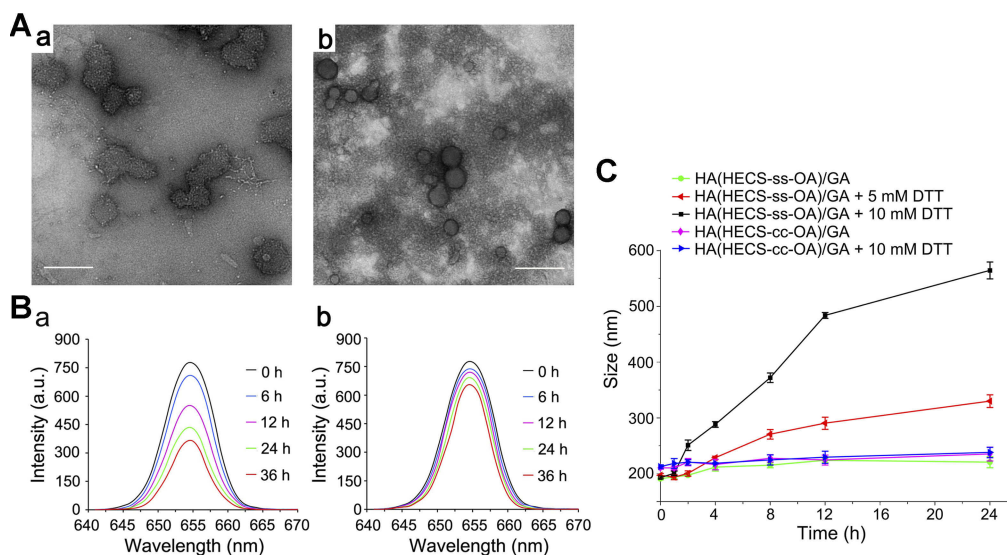 A
a
b
B
a
b
900
750
600
450
300
150
0
640 645 650 655 660 665 670
Intensity (a.u.)
Wavelength (nm)
0 h
6 h
12 h
24 h
36 h
900
750
600
450
300
150
0
640 645 650 655 660 665 670
Intensity (a.u.)
Wavelength (nm)
0 h
6 h
12 h
24 h
36 h
C
HA(HECS-ss-OA)/GA
HA(HECS-ss-OA)/GA + 5 mM DTT
HA(HECS-ss-OA)/GA + 10 mM DTT
HA(HECS-cc-OA)/GA
HA(HECS-cc-OA)/GA + 10 mM DTT
600
500
400
300
200
Size (nm)
0 4 8 12 16 20 24
Time (h)